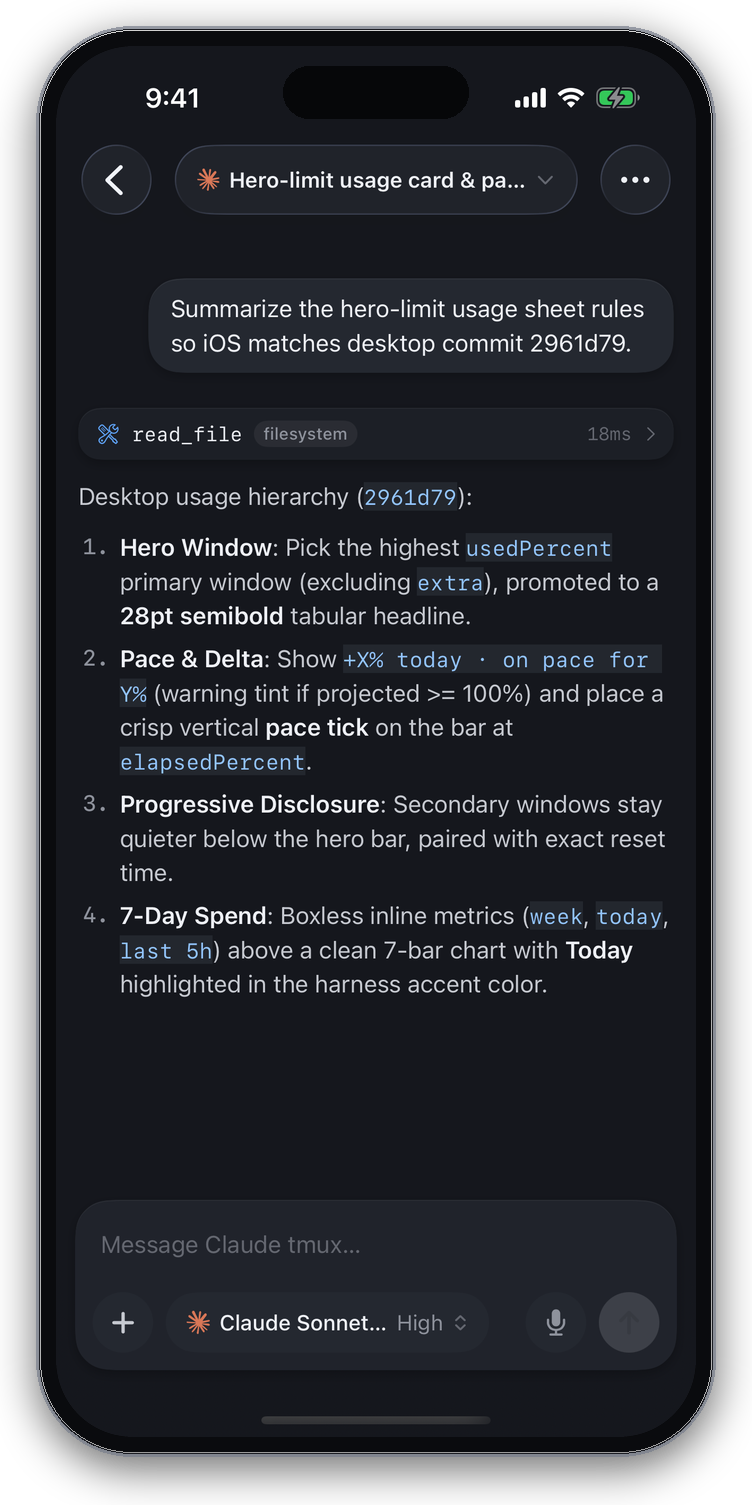 9:41
Hero-limit usage card & pa...
Summarize the hero-limit usage sheet rules
so iOS matches desktop commit 2961d79.
read_file filesystem 18ms
Desktop usage hierarchy (2961d79):
1. Hero Window: Pick the highest usedPercent
primary window (excluding extra), promoted to a
28pt semibold tabular headline.
2. Pace & Delta: Show +X% today · on pace for
Y% (warning tint if projected >= 100%) and place a
crisp vertical pace tick on the bar at
elapsedPercent.
3. Progressive Disclosure: Secondary windows stay
quieter below the hero bar, paired with exact reset
time.
4. 7-Day Spend: Boxless inline metrics (week, today,
last 5h) above a clean 7-bar chart with Today
highlighted in the harness accent color.
Message Claude tmux...
Claude Sonnet... High